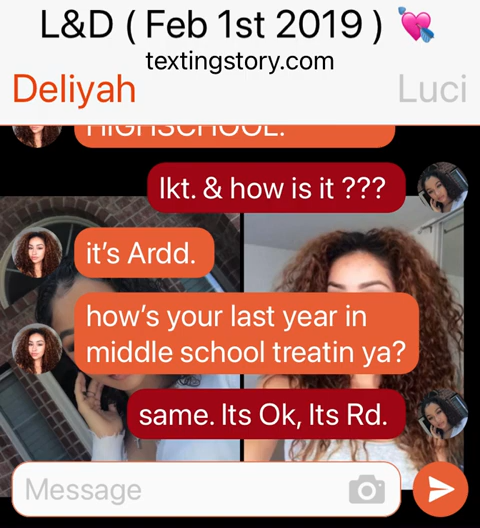 L&D ( Feb 1st 2019 ) 💘
textingstory.com
Deliyah
Luci
HIGHSCHOOL.
Ikt. & how is it ???
it's Ardd.
how's your last year in
middle school treatin ya?
same. Its Ok, Its Rd.
Message